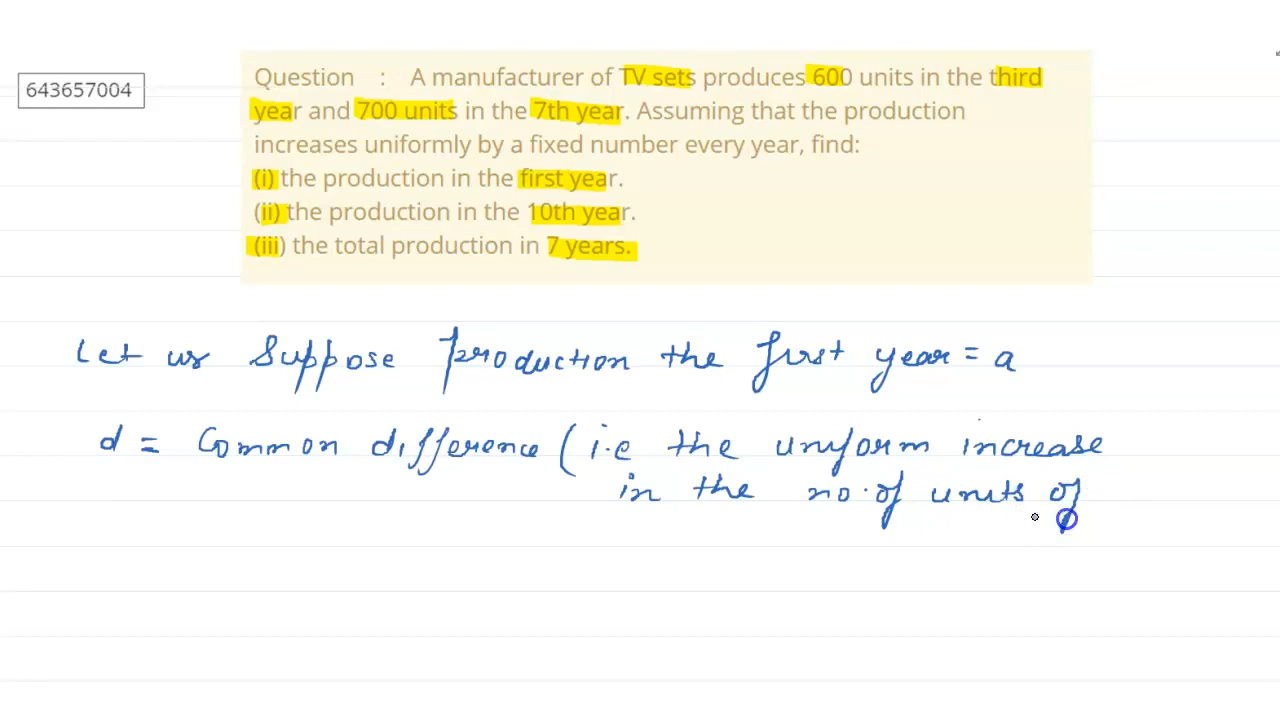 643657004
Question : A manufacturer of TV sets produces 600 units in the third
year and 700 units in the 7th year. Assuming that the production
increases uniformly by a fixed number every year, find:
(i) the production in the first year.
(ii) the production in the 10th year.
(iii) the total production in 7 years.
Let us Suppose production the first year = a
d = Common difference (i.e the uniform increase
in the no. of units of